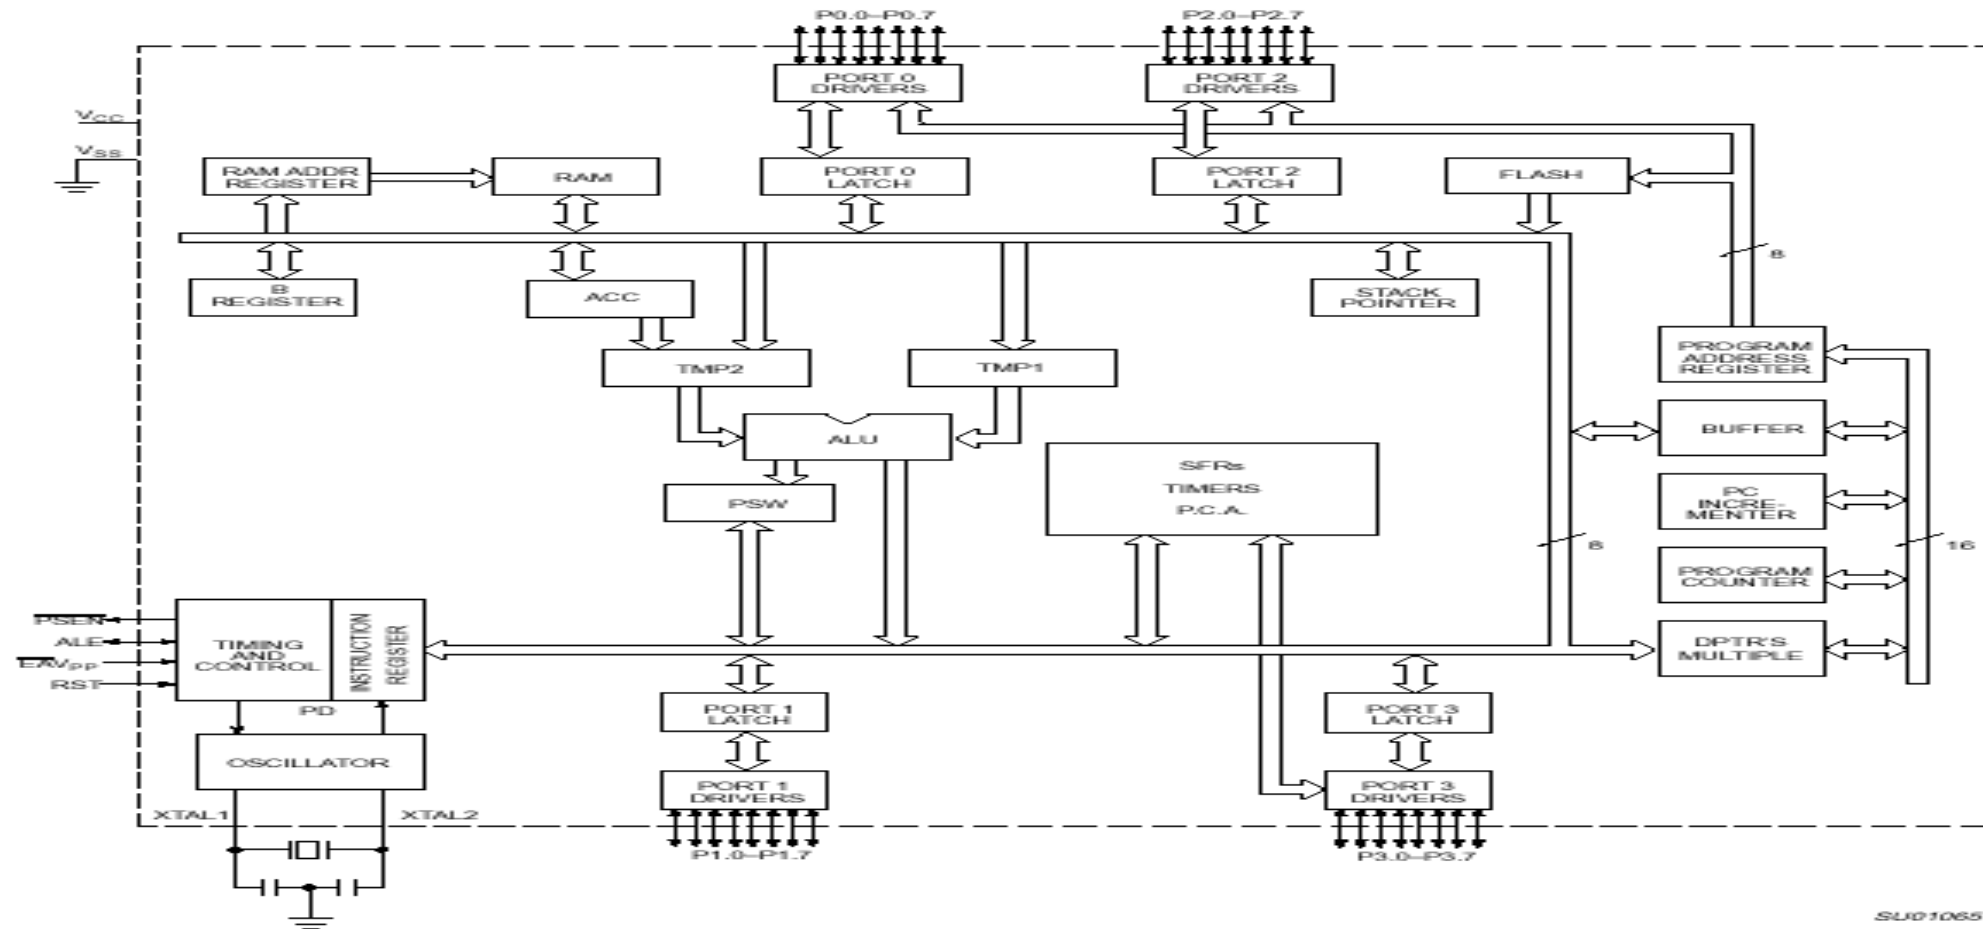 P0.0–P0.7
P2.0–P2.7
PORT 0
DRIVERS
PORT 2
DRIVERS
VCC
VSS
RAM ADDR
REGISTER
RAM
PORT 0
LATCH
PORT 2
LATCH
FLASH
8
B
REGISTER
ACC
STACK
POINTER
TMP2
TMP1
PROGRAM
ADDRESS
REGISTER
ALU
BUFFER
SFRs
TIMERS
P.C.A.
PSW
PC
INCRE-
MENTER
8
16
PROGRAM
COUNTER
PSEN
ALE
EAVPP
RST
TIMING
AND
CONTROL
INSTRUCTION
REGISTER
DPTR'S
MULTIPLE
PD
PORT 1
LATCH
PORT 3
LATCH
OSCILLATOR
PORT 1
DRIVERS
PORT 3
DRIVERS
XTAL1
XTAL2
P1.0–P1.7
P3.0–P3.7
SU01065